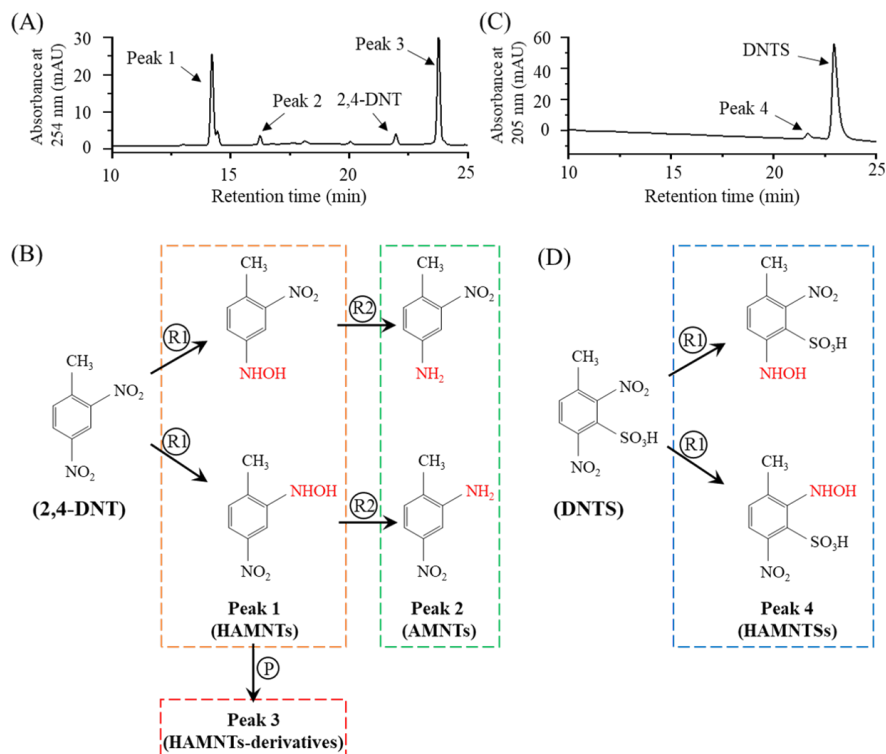 (A)
Absorbance at
254 nm (mAU)
30
20
10
0
Peak 1
Peak 2
2,4-DNT
Peak 3
10
15
20
25
Retention time (min)
(C)
Absorbance at
205 nm (mAU)
60
40
20
0
DNTS
Peak 4
10
15
20
25
Retention time (min)
(B)
CH3
NO2
NO2
(2,4-DNT)
R1
R1
CH3
NO2
NHOH
CH3
NHOH
NO2
Peak 1
(HAMNTs)
R2
R2
CH3
NO2
NH2
CH3
NH2
NO2
Peak 2
(AMNTs)
P
Peak 3
(HAMNTs-derivatives)
(D)
CH3
NO2
SO3H
NO2
(DNTS)
R1
R1
CH3
NO2
SO3H
NHOH
CH3
NHOH
SO3H
NO2
Peak 4
(HAMNTSs)